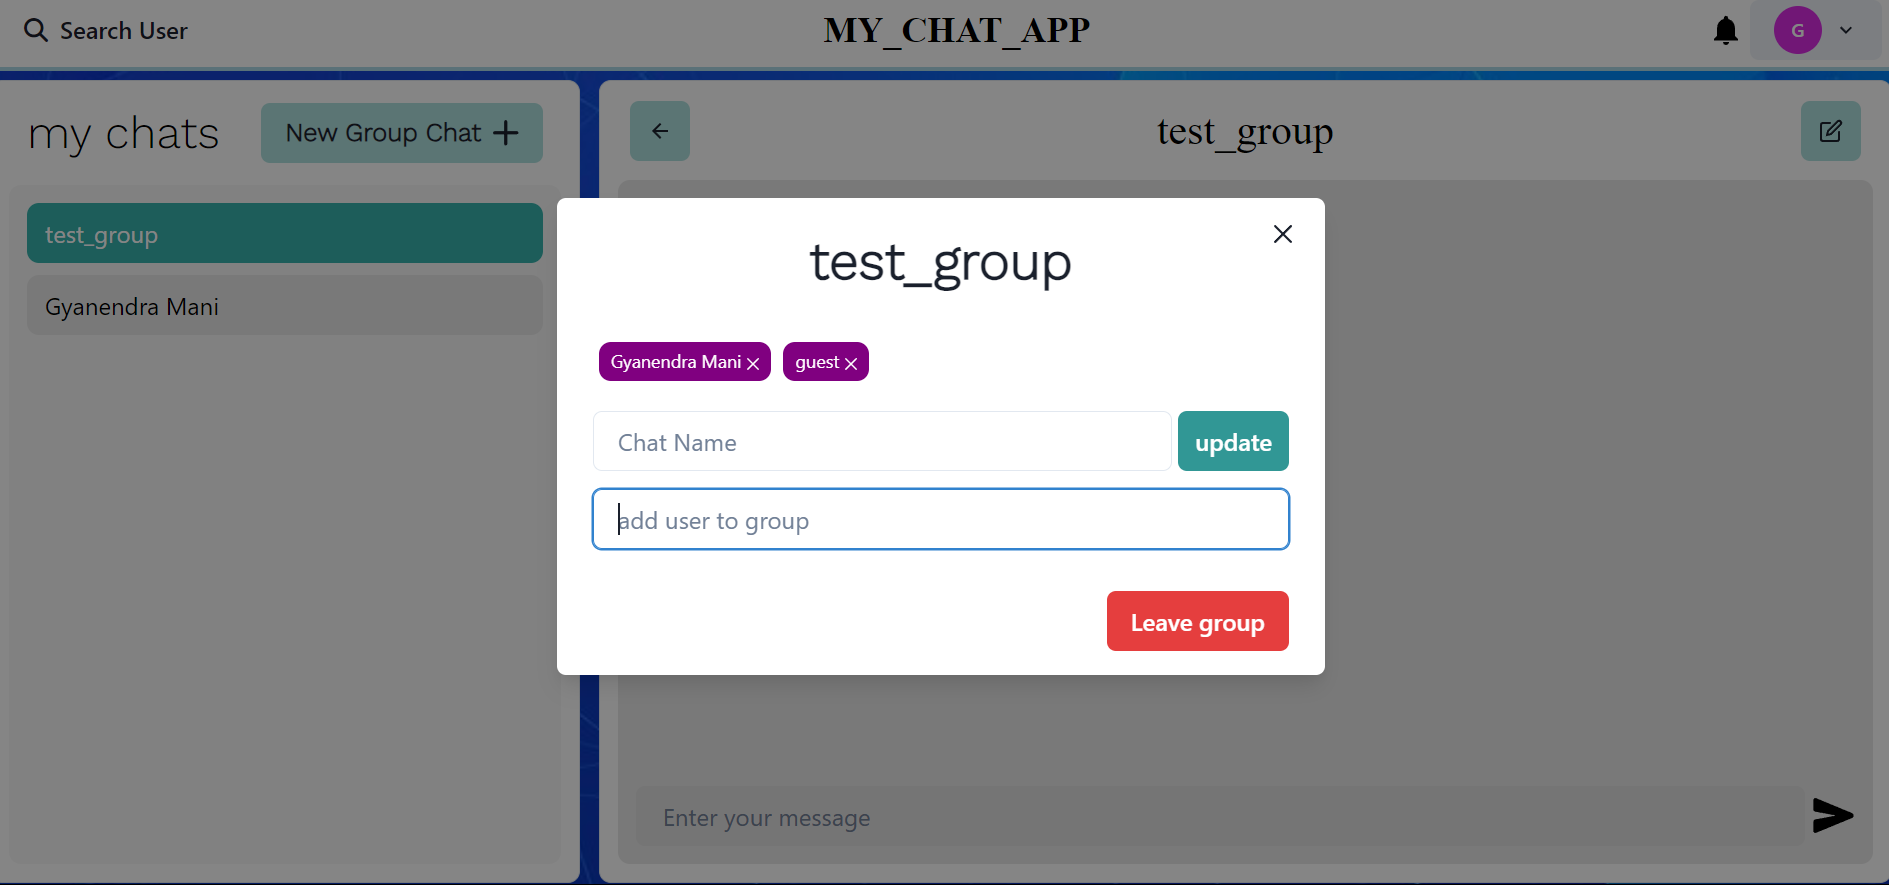 Search User
MY_CHAT_APP
G
my chats
New Group Chat
test_group
test_group
Gyanendra Mani
test_group
Gyanendra Mani
guest
Chat Name
update
add user to group
Leave group
Enter your message